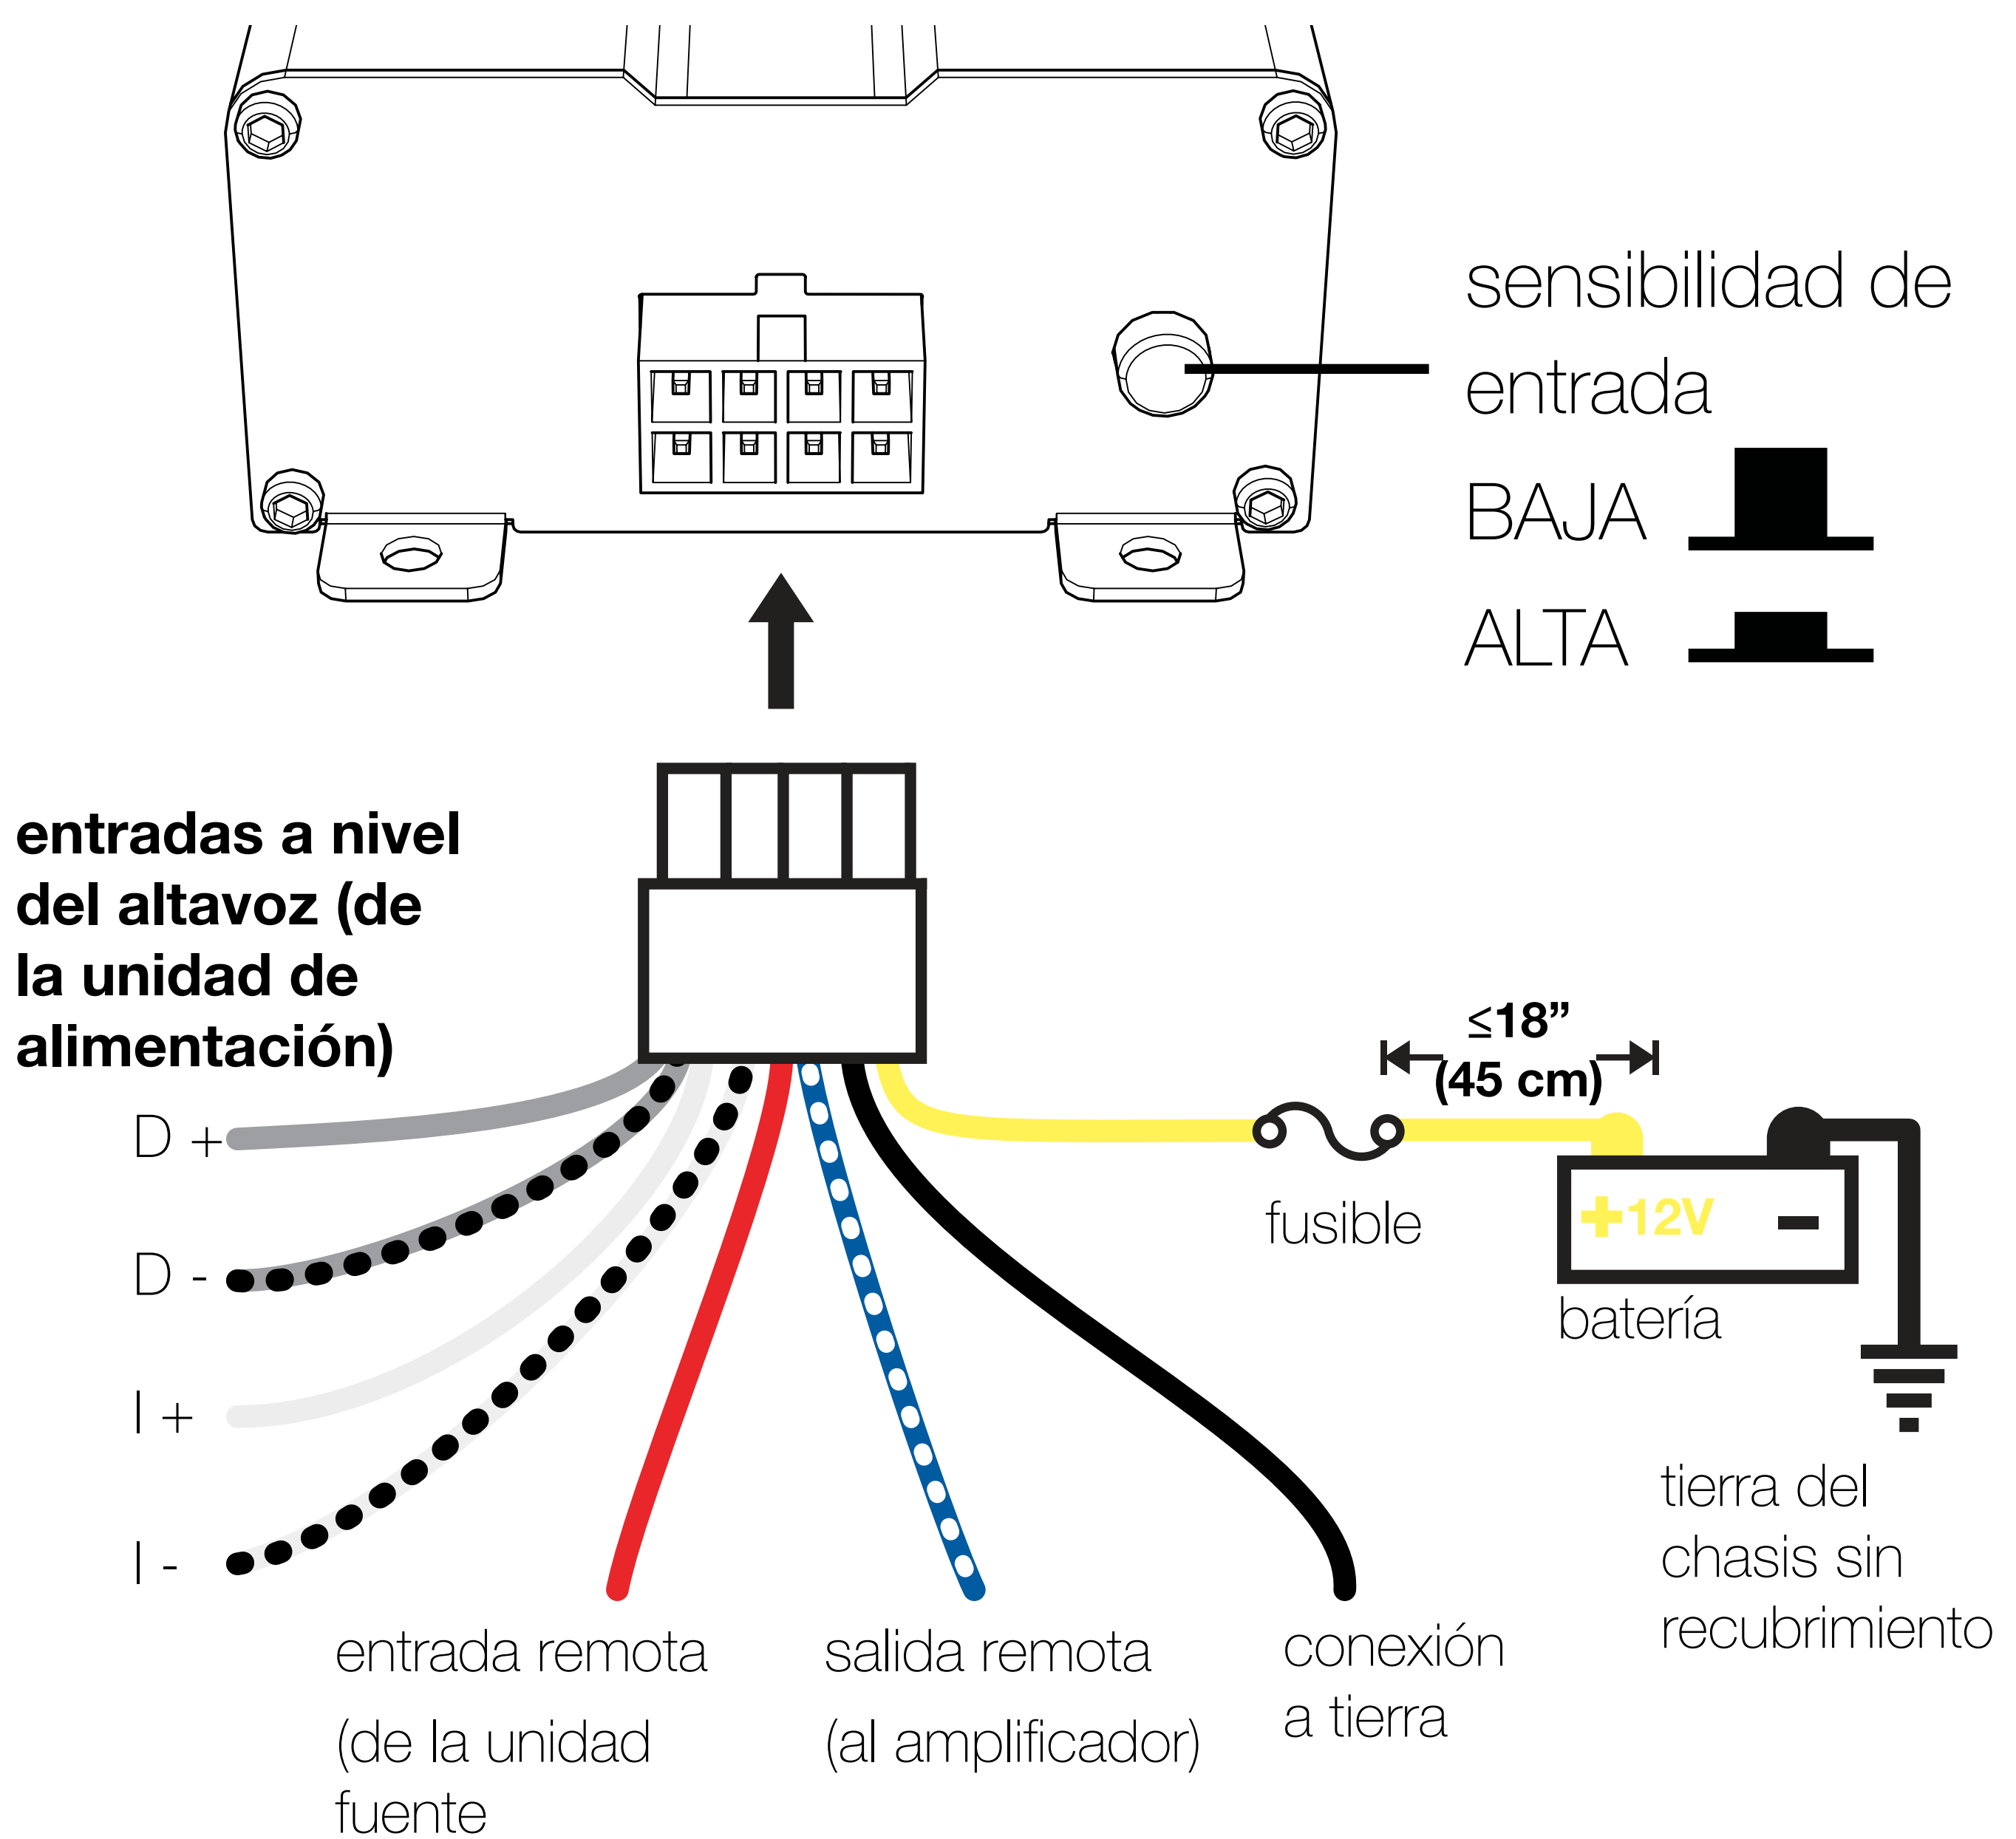 sensibilidad de
entrada
BAJA
ALTA
entradas a nivel
del altavoz (de
la unidad de
alimentación)
≤18”
(45 cm)
D +
D -
I +
I -
fusible
+12V
-
batería
tierra del
chasis sin
recubrimiento
entrada remota
(de la unidad
fuente
salida remota
(al amplificador)
conexión
a tierra